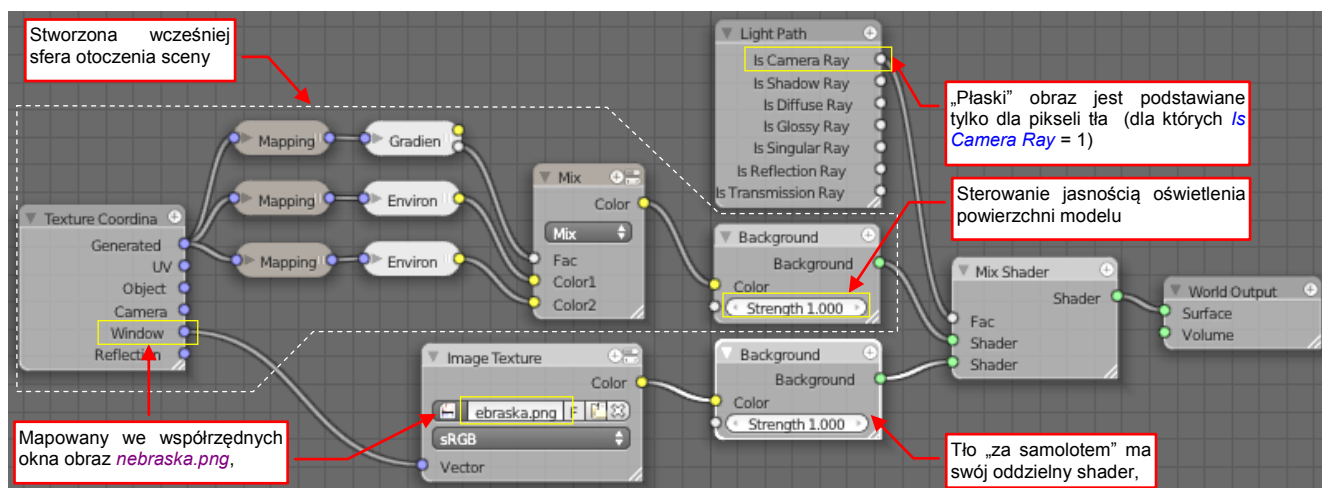 Stworzona wcześniej
sfera otoczenia sceny
Light Path
Is Camera Ray
Is Shadow Ray
Is Diffuse Ray
Is Glossy Ray
Is Singular Ray
Is Reflection Ray
Is Transmission Ray
„Płaski” obraz jest podstawiane
tylko dla pikseli tła (dla których Is
Camera Ray = 1)
Sterowanie jasnością oświetlenia
powierzchni modelu
Mapping
Gradien
Mapping
Environ
Mapping
Environ
Texture Coordina
Generated
UV
Object
Camera
Window
Reflection
Mix
Color
Mix
Fac
Color1
Color2
Background
Background
Color
Strength 1.000
Mix Shader
Shader
Fac
Shader
Shader
World Output
Surface
Volume
Image Texture
Color
ebraska.png
F
sRGB
Vector
Background
Background
Color
Strength 1.000
Mapowany we współrzędnych
okna obraz nebraska.png,
Tło „za samolotem” ma
swój oddzielny shader,